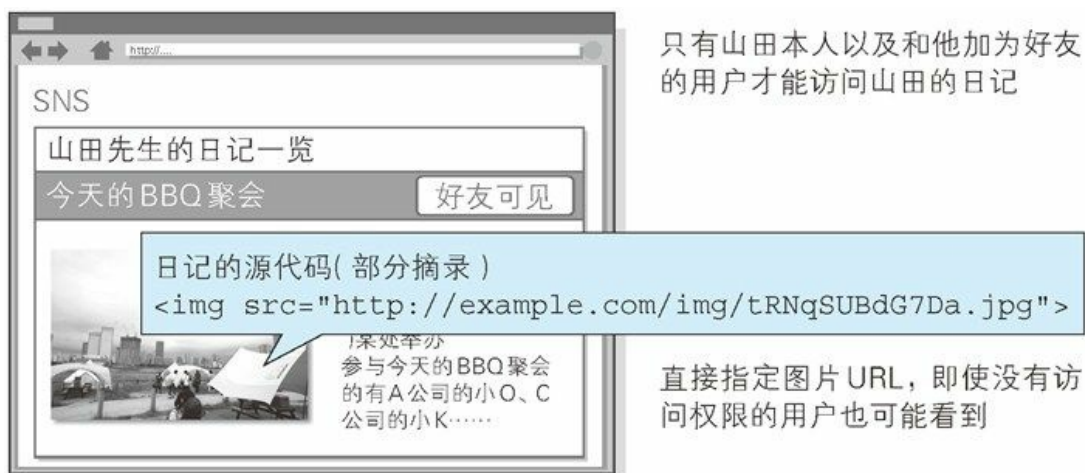 http://....
只有山田本人以及和他加为好友
的用户才能访问山田的日记
SNS
山田先生的日记一览
今天的BBQ聚会
好友可见
日记的源代码(部分摘录)
<img src="http://example.com/img/tRNqSUBdG7Da.jpg">
某处举办
参与今天的BBQ聚会
的有A公司的小O、C
公司的小K……
直接指定图片URL，即使没有访
问权限的用户也可能看到